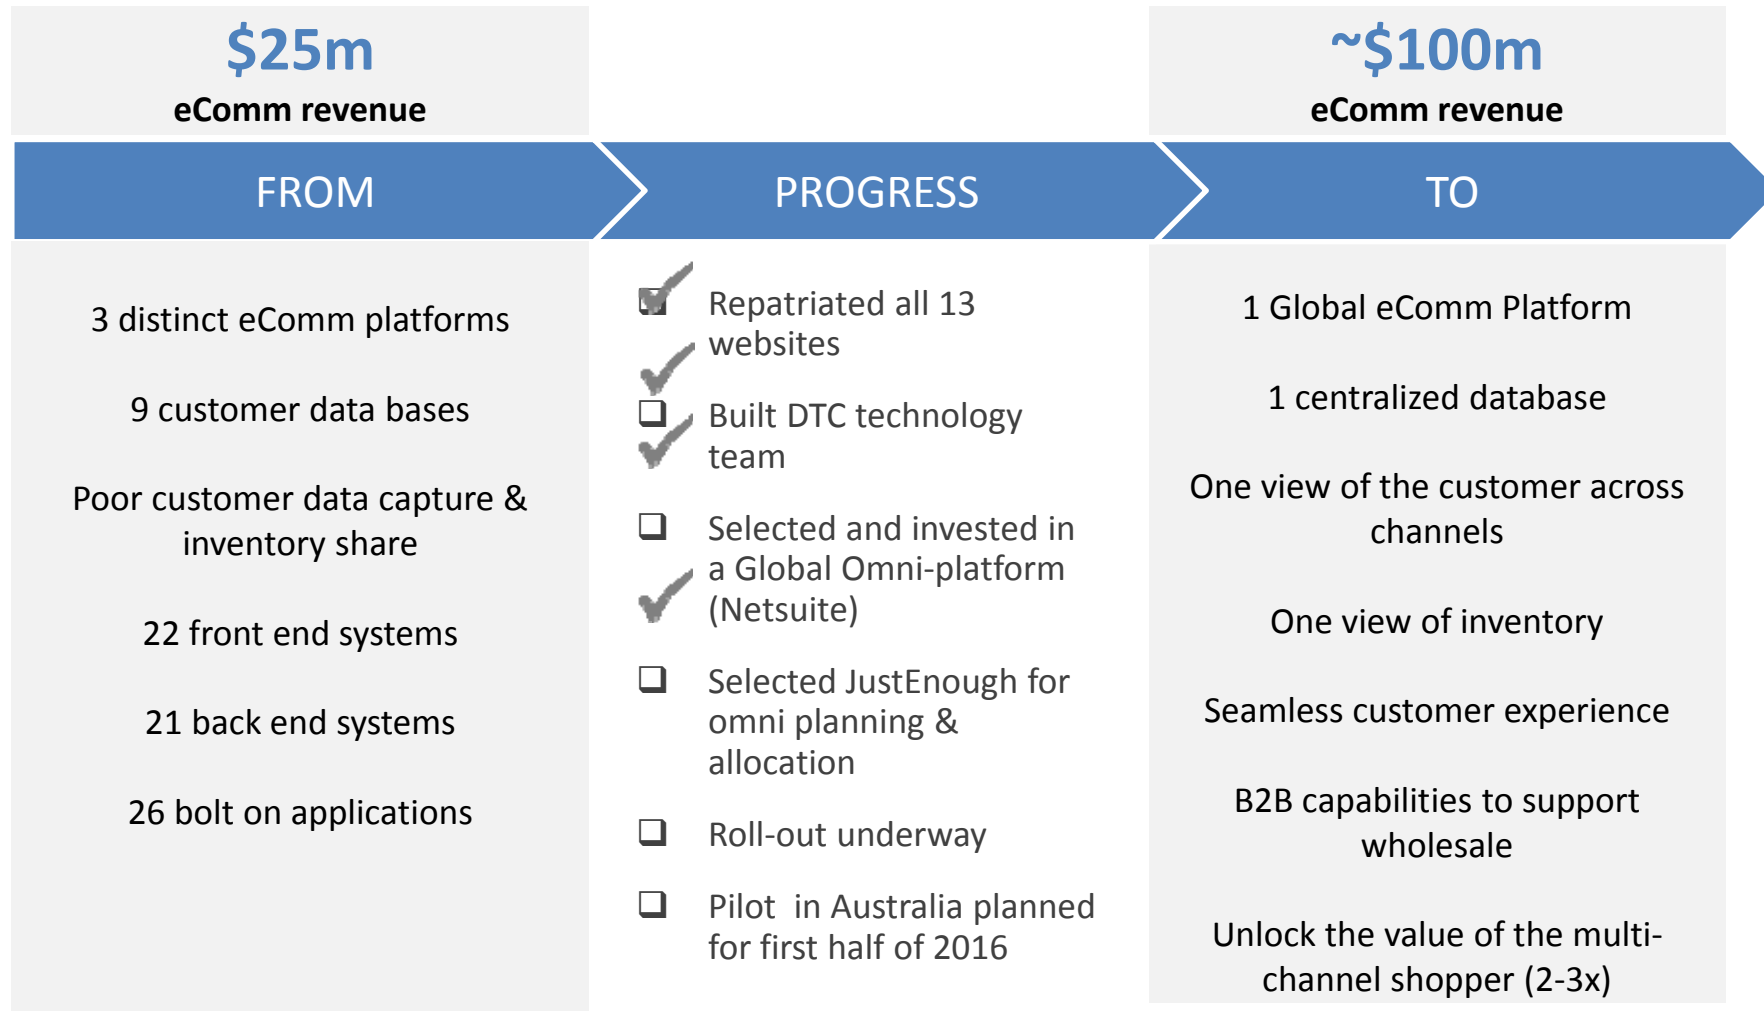 $25m
eComm revenue
~$100m
eComm revenue
FROM
PROGRESS
TO
3 distinct eComm platforms
9 customer data bases
Poor customer data capture &
inventory share
22 front end systems
21 back end systems
26 bolt on applications
Repatriated all 13
websites
Built DTC technology
team
Selected and invested in
a Global Omni-platform
(Netsuite)
Selected JustEnough for
omni planning &
allocation
Roll-out underway
Pilot  in Australia planned
for first half of 2016
1 Global eComm Platform
1 centralized database
One view of the customer across
channels
One view of inventory
Seamless customer experience
B2B capabilities to support
wholesale
Unlock the value of the multi-
channel shopper (2-3x)